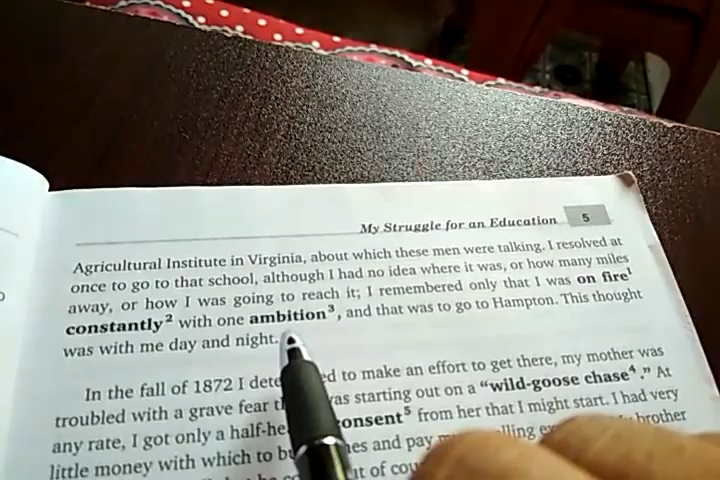 My Struggle for an Education 5
Agricultural Institute in Virginia, about which these men were talking. I resolved at
once to go to that school, although I had no idea where it was, or how many miles
away, or how I was going to reach it; I remembered only that I was on fire¹
constantly² with one ambition³, and that was to go to Hampton. This thought
was with me day and night.
In the fall of 1872 I to make an effort to get there, my mother was
troubled with a grave fear was starting out on a “wild-goose chase⁴.” At
any rate, I got only a consent⁵ from her that I might start. I had very
little money with which to and pay brother